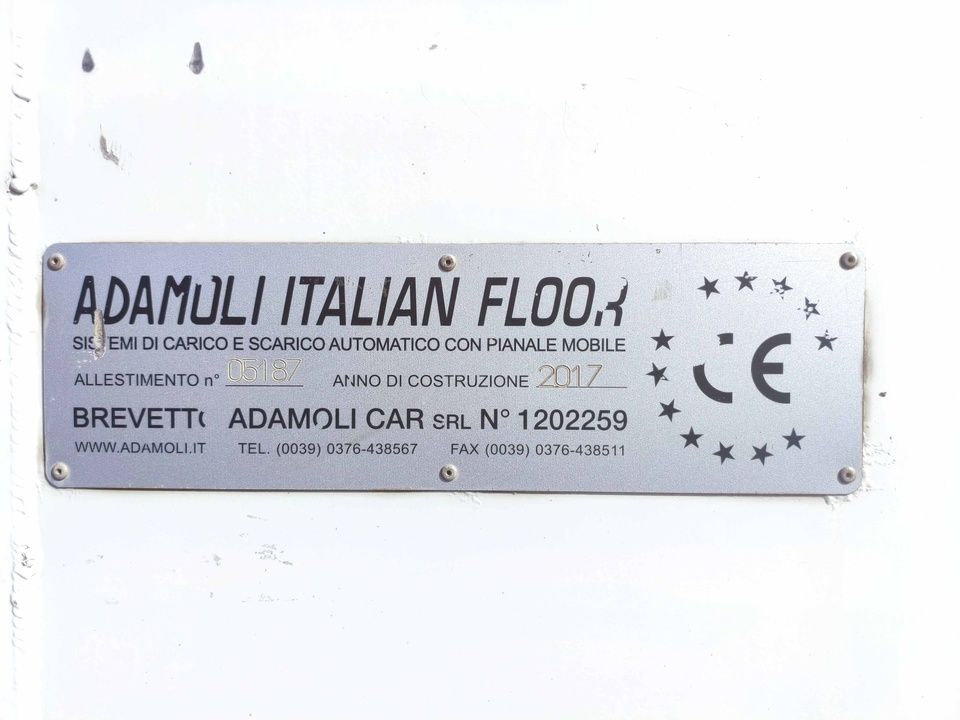 ADAMOLI ITALIAN FLOOR
SISTEMI DI CARICO E SCARICO AUTOMATICO CON PIANALE MOBILE
ALLESTIMENTO n° 05187 ANNO DI COSTRUZIONE 2017
BREVETTO ADAMOLI CAR SRL N° 1202259
WWW.ADAMOLI.IT TEL. (0039) 0376-438567 FAX (0039) 0376-438511
CE